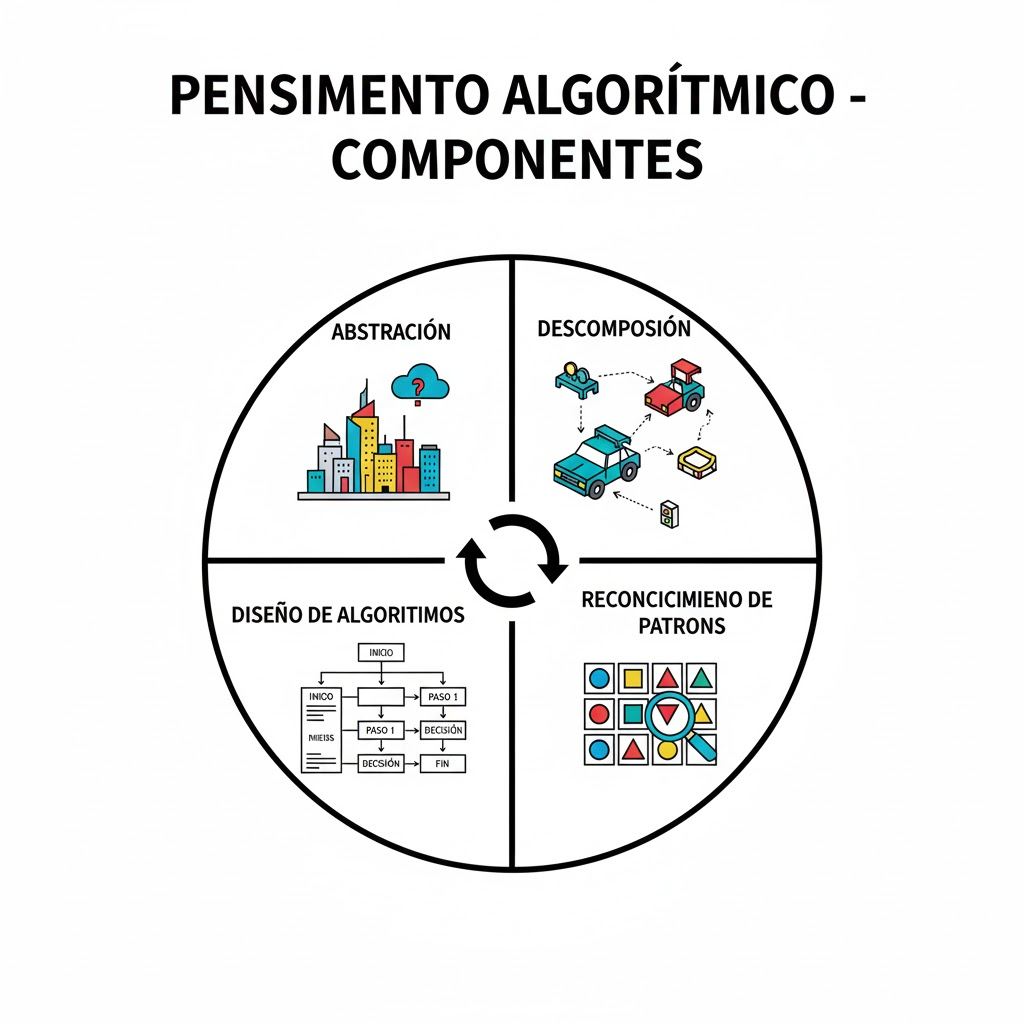 PENSIMENTO ALGORÍTMICO -
COMPONENTES
ABSTRACIÓN
DESCOMPOSIÓN
?
DISEÑO DE ALGORITIMOS
INICIO
INICO
PASO 1
PASO 1
DECISIÓN
DECSIÓN
FIN
RECONCICIMIENO DE
PATRONS